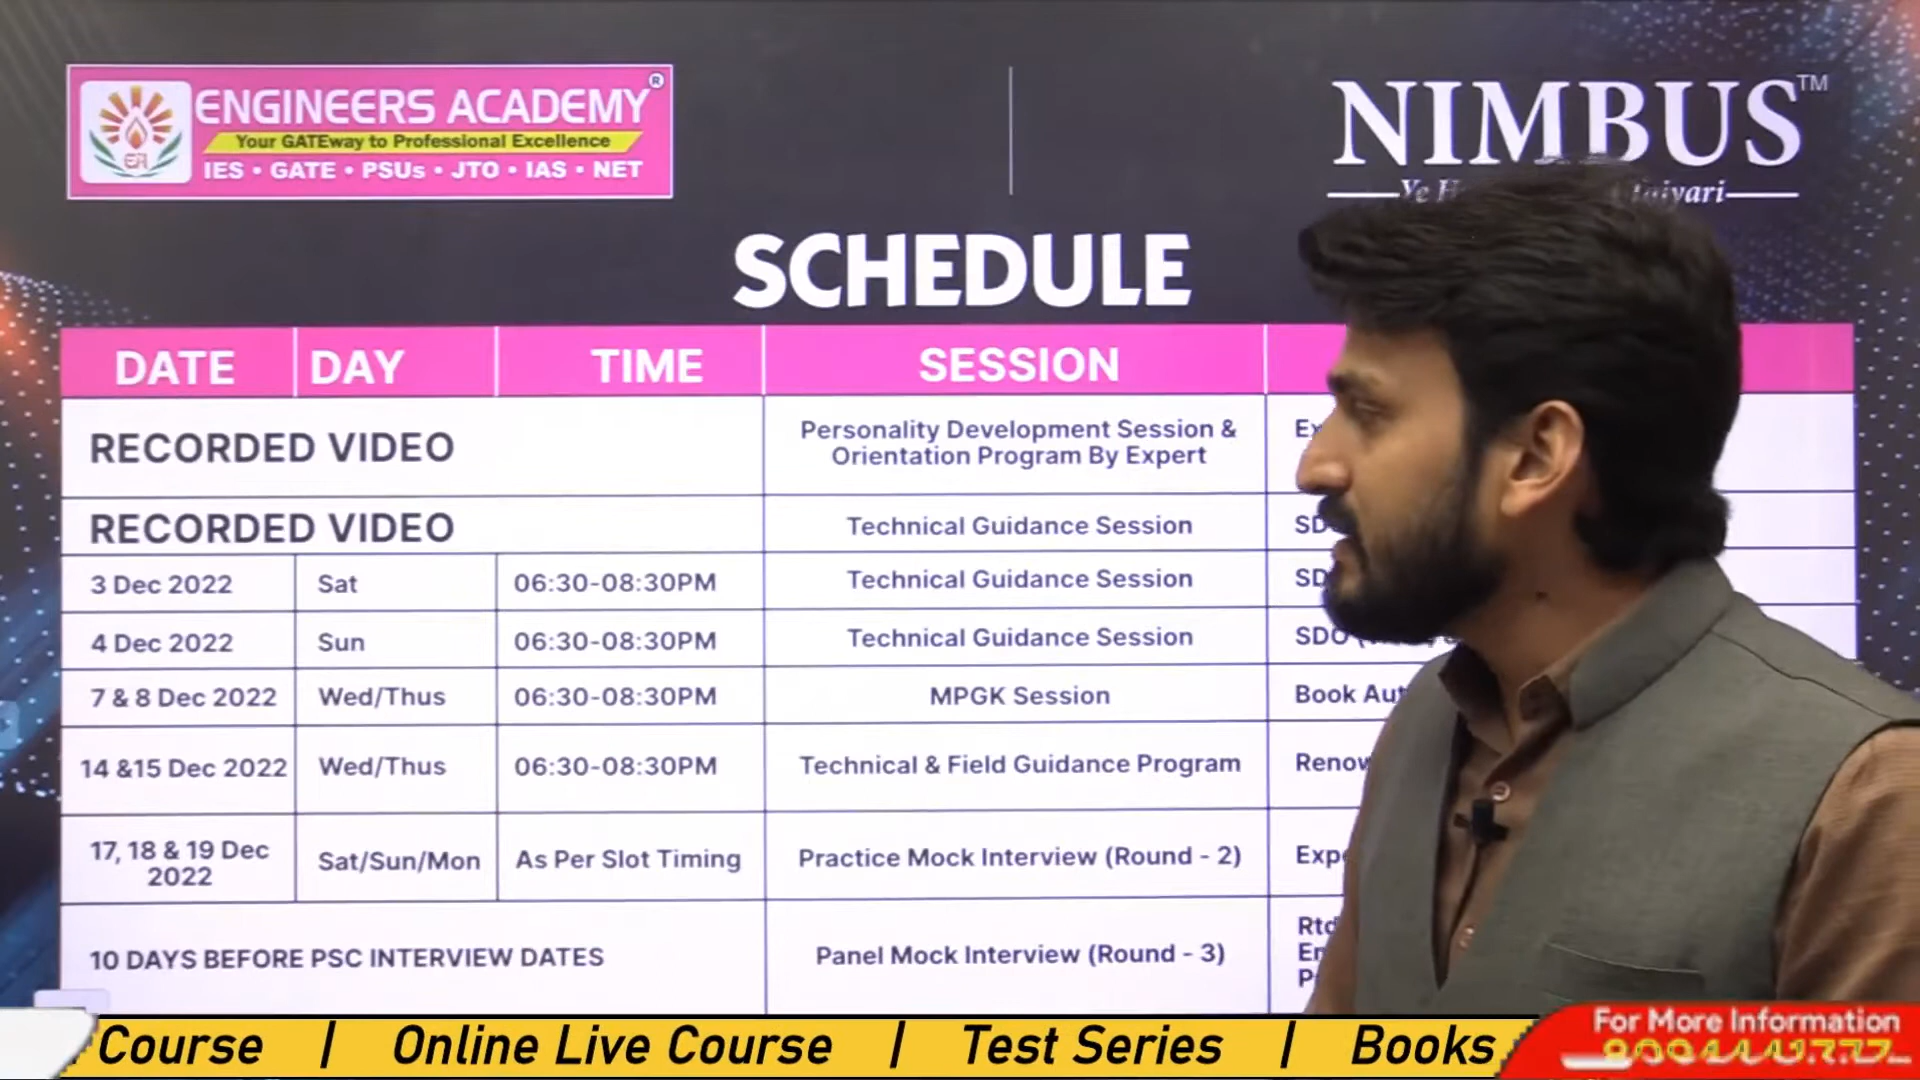 ENGINEERS ACADEMY®
Your GATEway to Professional Excellence
IES • GATE • PSUs • JTO • IAS • NET
NIMBUS™
Ye
SCHEDULE
DATE DAY TIME SESSION
RECORDED VIDEO
Personality Development Session &
Orientation Program By Expert
RECORDED VIDEO Technical Guidance Session
3 Dec 2022 Sat 06:30-08:30PM Technical Guidance Session
4 Dec 2022 Sun 06:30-08:30PM Technical Guidance Session SDO
7 & 8 Dec 2022 Wed/Thus 06:30-08:30PM MPGK Session Book
14 &15 Dec 2022 Wed/Thus 06:30-08:30PM Technical & Field Guidance Program
17, 18 & 19 Dec
2022
Sat/Sun/Mon As Per Slot Timing Practice Mock Interview (Round - 2)
10 DAYS BEFORE PSC INTERVIEW DATES Panel Mock Interview (Round - 3)
Course | Online Live Course | Test Series | Books
For More Information